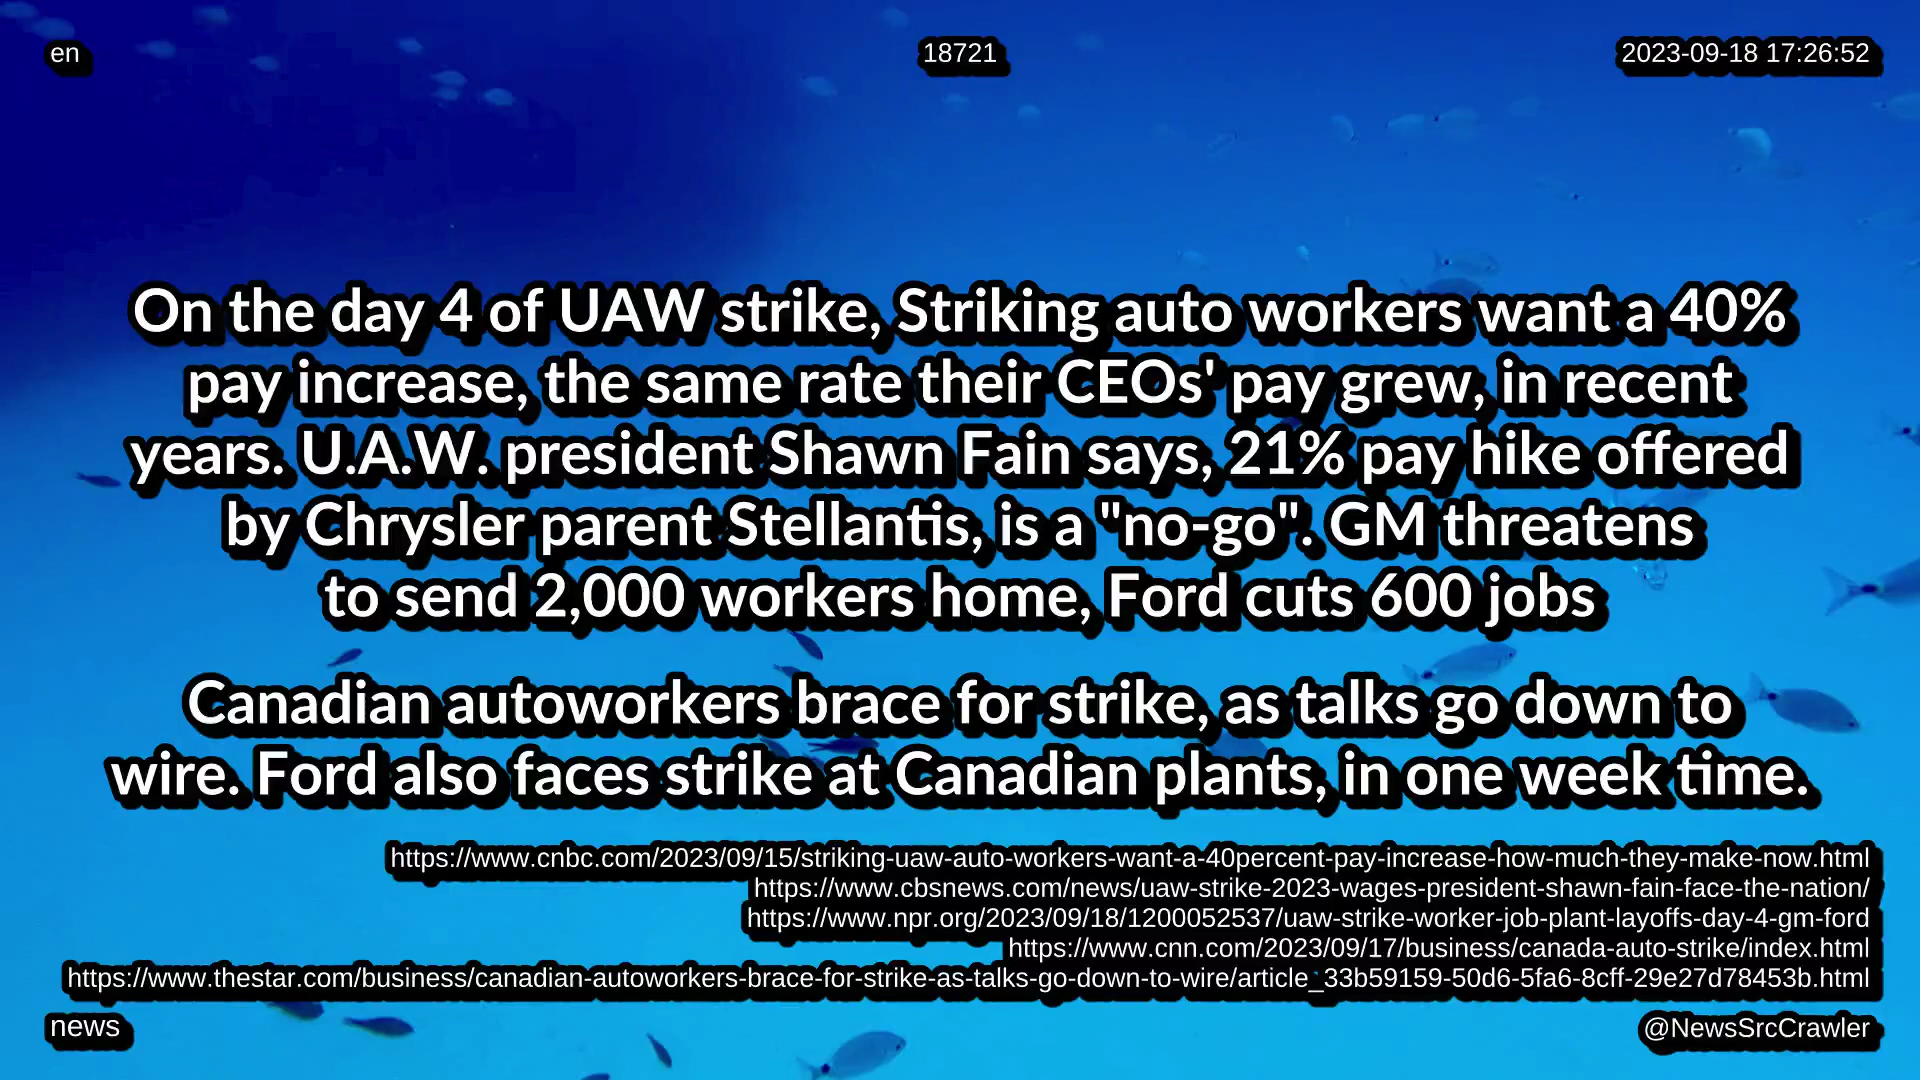 en
18721
2023-09-18 17:26:52
On the day 4 of UAW strike, Striking auto workers want a 40%
pay increase, the same rate their CEOs' pay grew, in recent
years. U.A.W. president Shawn Fain says, 21% pay hike offered
by Chrysler parent Stellantis, is a "no-go". GM threatens
to send 2,000 workers home, Ford cuts 600 jobs
Canadian autoworkers brace for strike, as talks go down to
wire. Ford also faces strike at Canadian plants, in one week time.
https://www.cnbc.com/2023/09/15/striking-uaw-auto-workers-want-a-40percent-pay-increase-how-much-they-make-now.html
https://www.cbsnews.com/news/uaw-strike-2023-wages-president-shawn-fain-face-the-nation/
https://www.npr.org/2023/09/18/1200052537/uaw-strike-worker-job-plant-layoffs-day-4-gm-ford
https://www.cnn.com/2023/09/17/business/canada-auto-strike/index.html
https://www.thestar.com/business/canadian-autoworkers-brace-for-strike-as-talks-go-down-to-wire/article_33b59159-50d6-5fa6-8cff-29e27d78453b.html
news
@NewsSrcCrawler